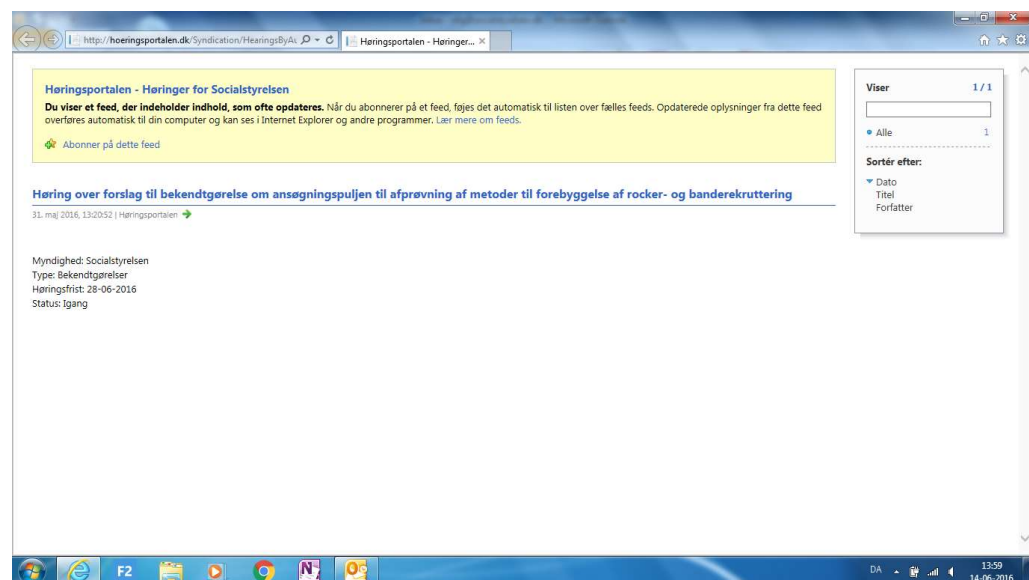 http://hoeringsportalen.dk/Syndication/HearingsByAu
Høringsportalen - Høringer...
Høringsportalen - Høringer for Socialstyrelsen
Du viser et feed, der indeholder indhold, som ofte opdateres. Når du abonnerer på et feed, føjes det automatisk til listen over fælles feeds. Opdaterede oplysninger fra dette feed
overføres automatisk til din computer og kan ses i Internet Explorer og andre programmer. Lær mere om feeds.
Abonner på dette feed
Høring over forslag til bekendtgørelse om ansøgningspuljen til afprøvning af metoder til forebyggelse af rocker- og banderekruttering
31. maj 2016, 13:20:52 | Høringsportalen
Myndighed: Socialstyrelsen
Type: Bekendtgørelser
Høringsfrist: 28-06-2016
Status: Igang
Viser 1 / 1
Alle 1
Sortér efter:
Dato
Titel
Forfatter
F2
DA
13:59
14-06-2016